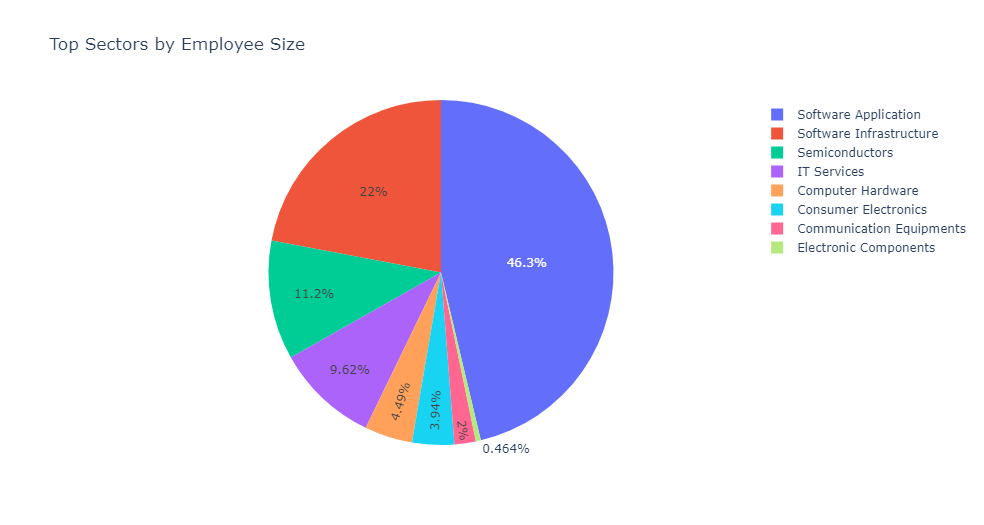 Top Sectors by Employee Size
Software Application
Software Infrastructure
Semiconductors
IT Services
Computer Hardware
Consumer Electronics
Communication Equipments
Electronic Components
46.3%
22%
11.2%
9.62%
4.49%
3.94%
2%
0.464%